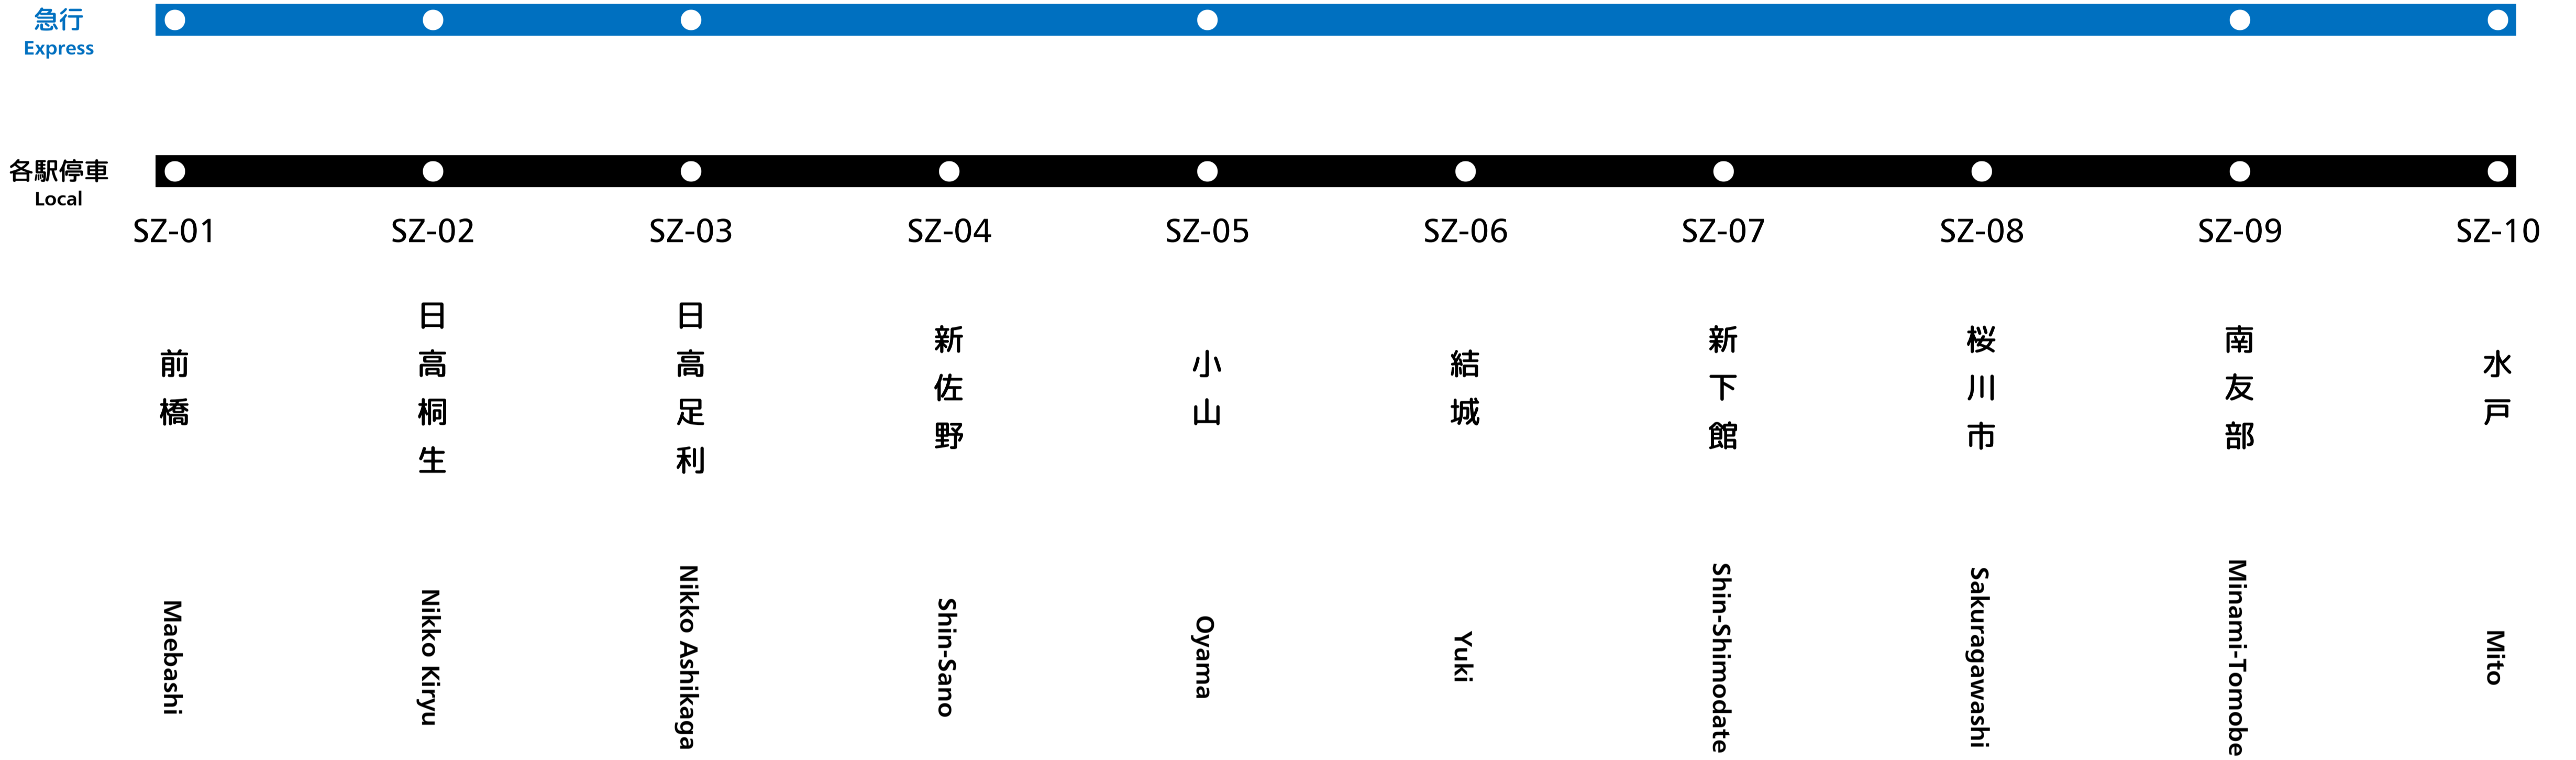 急行
Express
各駅停車
Local
SZ-01
SZ-02
SZ-03
SZ-04
SZ-05
SZ-06
SZ-07
SZ-08
SZ-09
SZ-10
前橋
日高桐生
日高足利
新佐野
小山
結城
新下館
桜川市
南友部
水戸
Maebashi
Nikko Kiryu
Nikko Ashikaga
Shin-Sano
Oyama
Yuki
Shin-Shimodate
Sakuragawashi
Minami-Tomobe
Mito